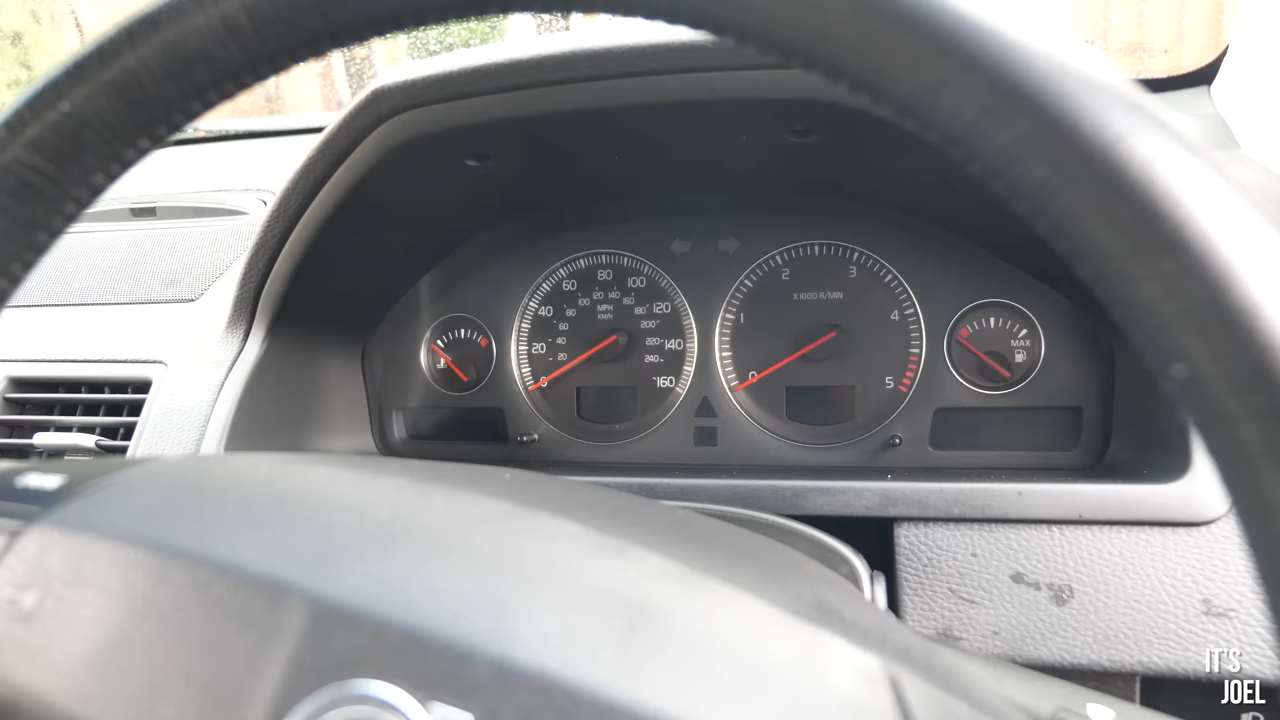 0 20 40 60 80 100 120 140 160
20 40 60 80 100 120 140 160 180 200 220 240
MPH
KM/H
0 1 2 3 4 5
X1000 R/MIN
MAX
IT'S
JOEL